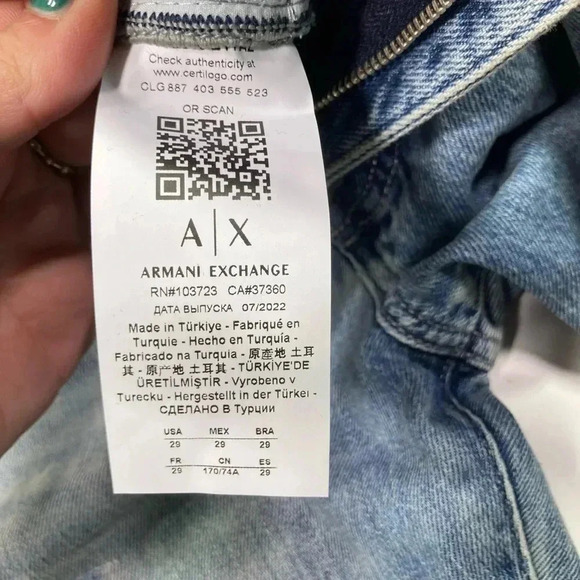 Check authenticity at
www.certilogo.com
CLG 887 403 555 523
OR SCAN
A|X
ARMANI EXCHANGE
RN#103723 CA#37360
ДАТА ВЫПУСКА 07/2022
Made in Türkiye - Fabriqué en
Turquie - Hecho en Turquía -
Fabricado na Turquia - 原産地 土耳
其 - 原产地 土耳其 - TÜRKİYE'DE
ÜRETİLMİŞTİR - Vyrobeno v
Turecku - Hergestellt in der Türkei -
СДЕЛАНО В Турции
USA MEX BRA
29 29 29
FR CN ES
29 170/74A 29